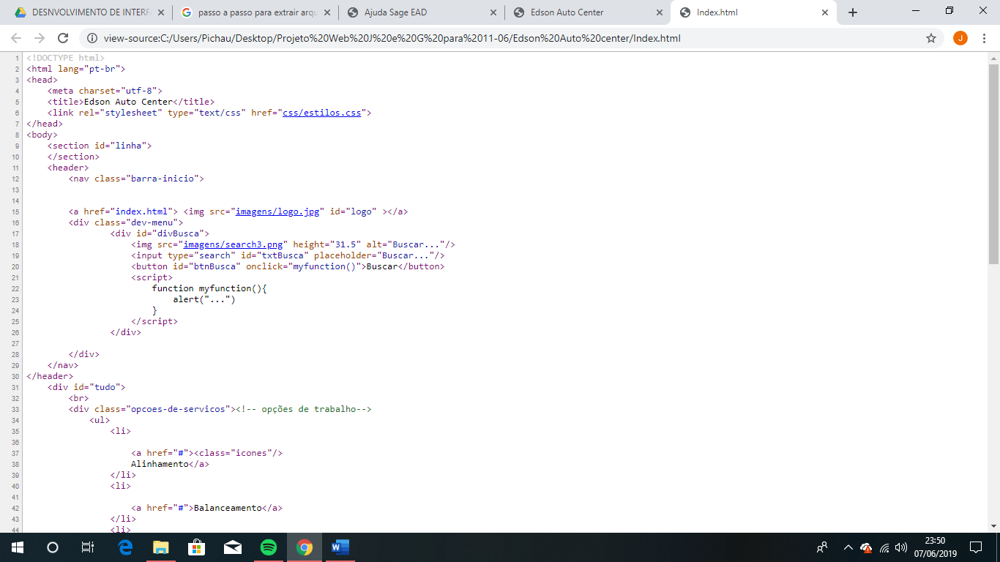 DESNVOLVIMENTO DE INTERF
passo a passo para extrair arqu
Ajuda Sage EAD
Edson Auto Center
Index.html
view-source:C:/Users/Pichau/Desktop/Projeto%20Web%20J%20e%20G%20para%2011-06/Edson%20Auto%20center/Index.html
J
1 <!DOCTYPE html>
2 <html lang="pt-br">
3 <head>
4 <meta charset="utf-8">
5 <title>Edson Auto Center</title>
6 <link rel="stylesheet" type="text/css" href="css/estilos.css">
7 </head>
8 <body>
9 <section id="linha">
10 </section>
11 <header>
12 <nav class="barra-inicio">
13
14
15 <a href="index.html"> <img src="imagens/logo.jpg" id="logo" ></a>
16 <div class="dev-menu">
17 <div id="divBusca">
18 <img src="imagens/search3.png" height="31.5" alt="Buscar..."/>
19 <input type="search" id="txtBusca" placeholder="Buscar..."/>
20 <button id="btnBusca" onclick="myfunction()">Buscar</button>
21 <script>
22 function myfunction(){
23 alert("...")
24 }
25 </script>
26 </div>
27
28 </div>
29 </nav>
30 </header>
31 <div id="tudo">
32 <br>
33 <div class="opcoes-de-servicos"><!-- opções de trabalho-->
34 <ul>
35 <li>
36
37 <a href="#"><class="icones"/>
38 Alinhamento</a>
39 </li>
40 <li>
41
42 <a href="#">Balanceamento</a>
43 </li>
44 <li>
23:50
07/06/2019